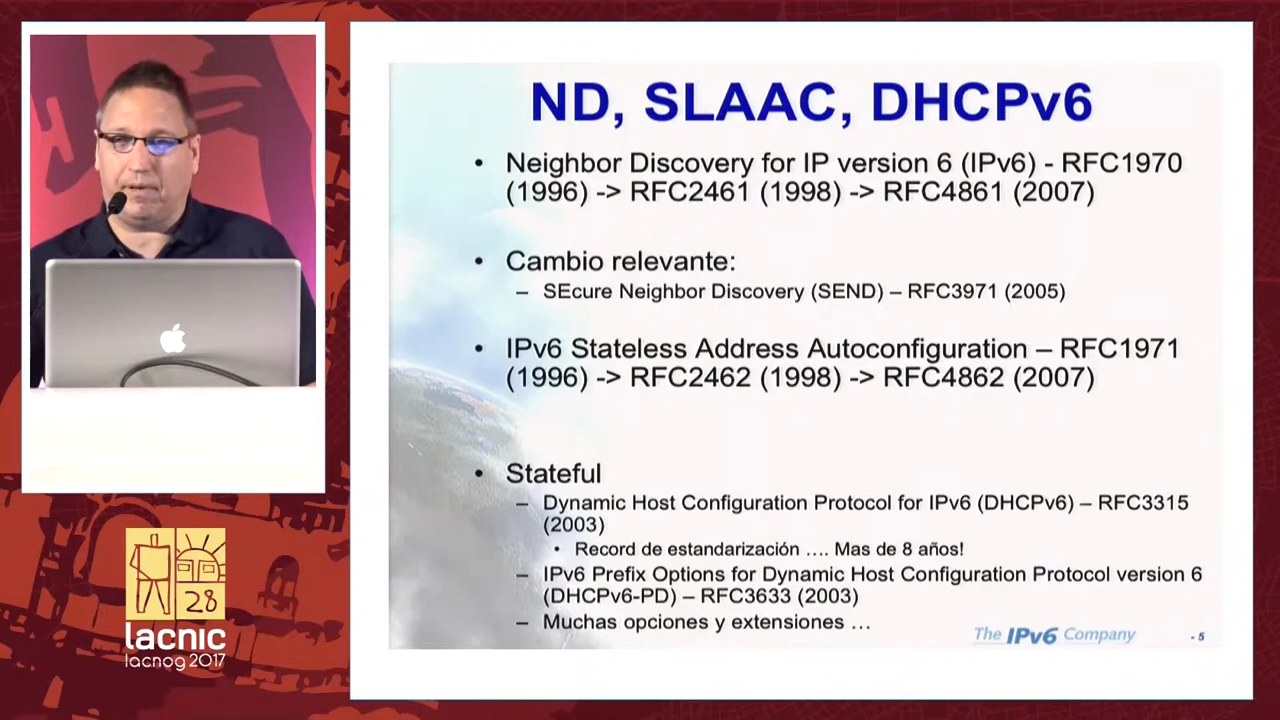 ND, SLAAC, DHCPv6
• Neighbor Discovery for IP version 6 (IPv6) - RFC1970
(1996) -> RFC2461 (1998) -> RFC4861 (2007)
• Cambio relevante:
– SEcure Neighbor Discovery (SEND) – RFC3971 (2005)
• IPv6 Stateless Address Autoconfiguration – RFC1971
(1996) -> RFC2462 (1998) -> RFC4862 (2007)
• Stateful
– Dynamic Host Configuration Protocol for IPv6 (DHCPv6) – RFC3315
(2003)
• Record de estandarización .... Mas de 8 años!
– IPv6 Prefix Options for Dynamic Host Configuration Protocol version 6
(DHCPv6-PD) – RFC3633 (2003)
– Muchas opciones y extensiones ...
The IPv6 Company
- 5
28
lacnic
lacnog 2017